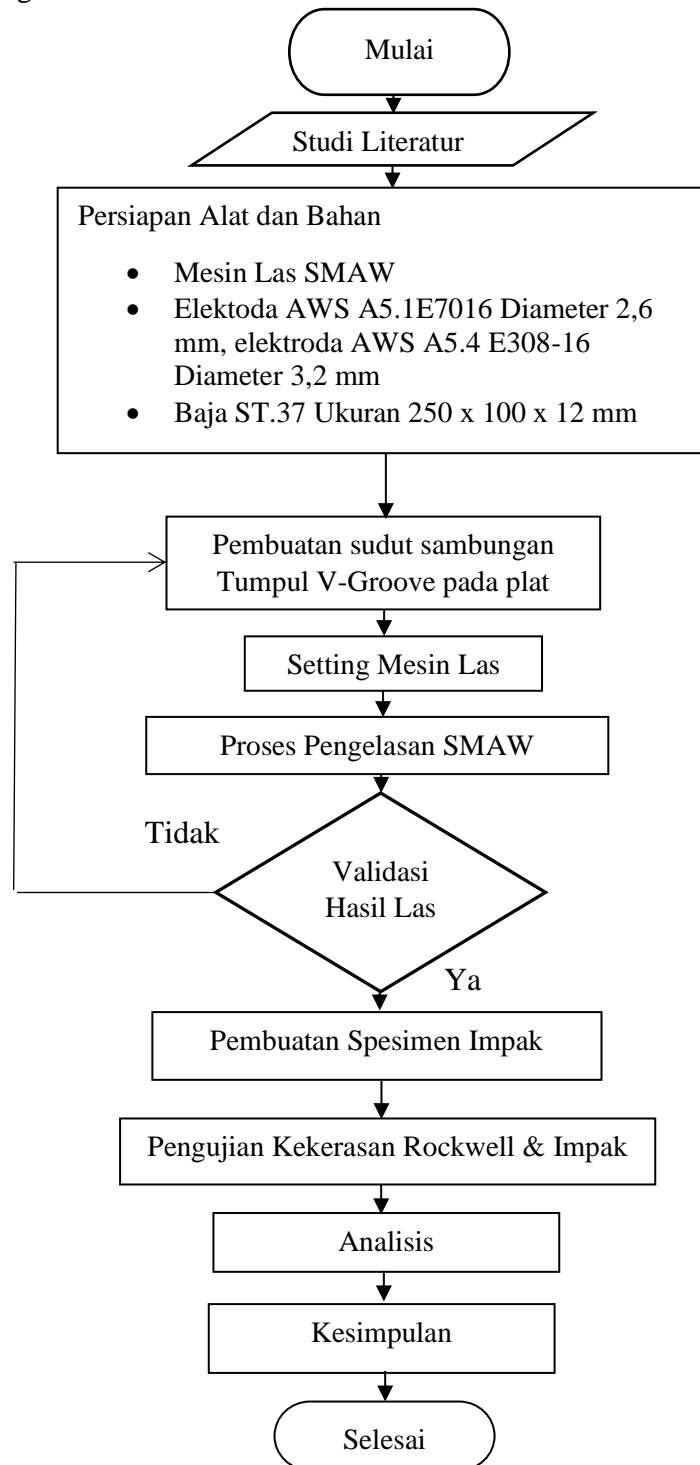 Mulai
Studi Literatur
Persiapan Alat dan Bahan
• Mesin Las SMAW
• Elektoda AWS A5.1E7016 Diameter 2,6
mm, elektroda AWS A5.4 E308-16
Diameter 3,2 mm
• Baja ST.37 Ukuran 250 x 100 x 12 mm
Pembuatan sudut sambungan
Tumpul V-Groove pada plat
Setting Mesin Las
Proses Pengelasan SMAW
Tidak
Validasi
Hasil Las
Ya
Pembuatan Spesimen Impak
Pengujian Kekerasan Rockwell & Impak
Analisis
Kesimpulan
Selesai